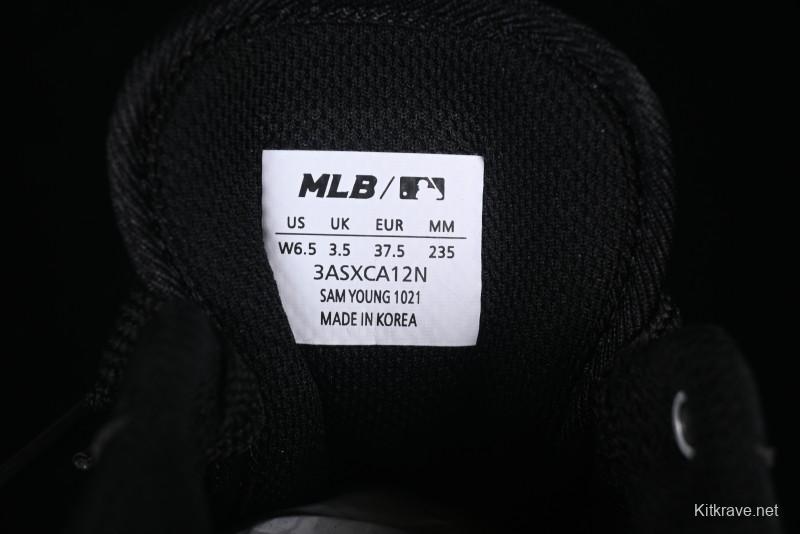 MLB /
US UK EUR MM
W6.5 3.5 37.5 235
3ASXCA12N
SAM YOUNG 1021
MADE IN KOREA
Kitkrave.net